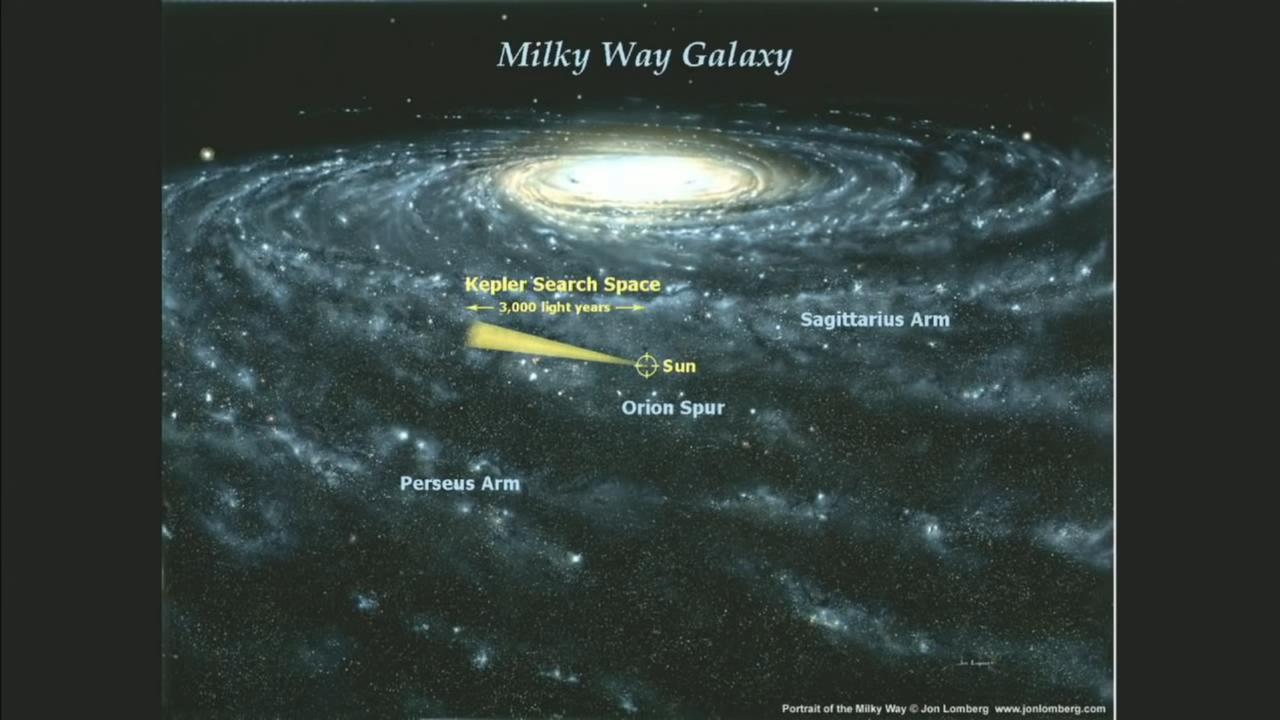 Milky Way Galaxy
Kepler Search Space
3,000 light years
Sagittarius Arm
Sun
Orion Spur
Perseus Arm
Portrait of the Milky Way © Jon Lomberg www.jonlomberg.com